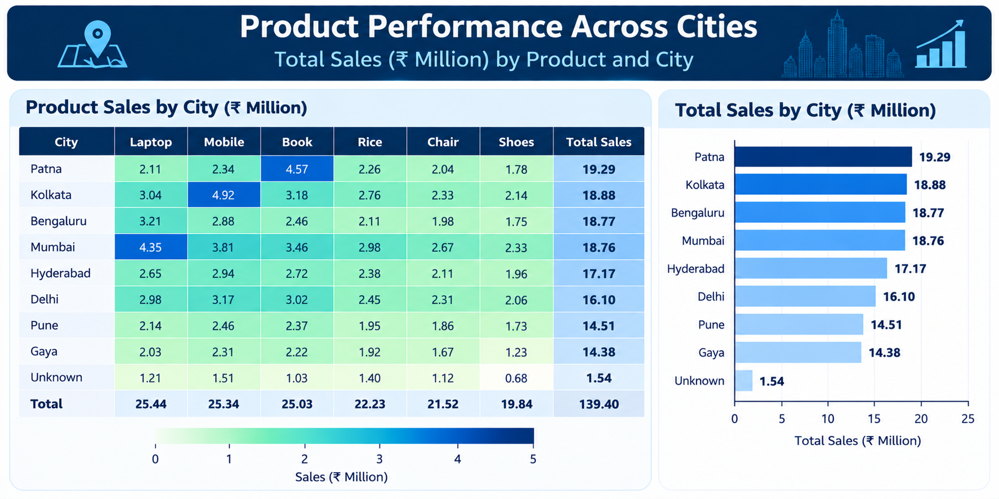 Product Performance Across Cities
Total Sales (₹ Million) by Product and City
Product Sales by City (₹ Million)
City Laptop Mobile Book Rice Chair Shoes Total Sales
Patna 2.11 2.34 4.57 2.26 2.04 1.78 19.29
Kolkata 3.04 4.92 3.18 2.76 2.33 2.14 18.88
Bengaluru 3.21 2.88 2.46 2.11 1.98 1.75 18.77
Mumbai 4.35 3.81 3.46 2.98 2.67 2.33 18.76
Hyderabad 2.65 2.94 2.72 2.38 2.11 1.96 17.17
Delhi 2.98 3.17 3.02 2.45 2.31 2.06 16.10
Pune 2.14 2.46 2.37 1.95 1.86 1.73 14.51
Gaya 2.03 2.31 2.22 1.92 1.67 1.23 14.38
Unknown 1.21 1.51 1.03 1.40 1.12 0.68 1.54
Total 25.44 25.34 25.03 22.23 21.52 19.84 139.40
0 1 2 3 4 5
Sales (₹ Million)
Total Sales by City (₹ Million)
Patna 19.29
Kolkata 18.88
Bengaluru 18.77
Mumbai 18.76
Hyderabad 17.17
Delhi 16.10
Pune 14.51
Gaya 14.38
Unknown 1.54
0 5 10 15 20 25
Total Sales (₹ Million)